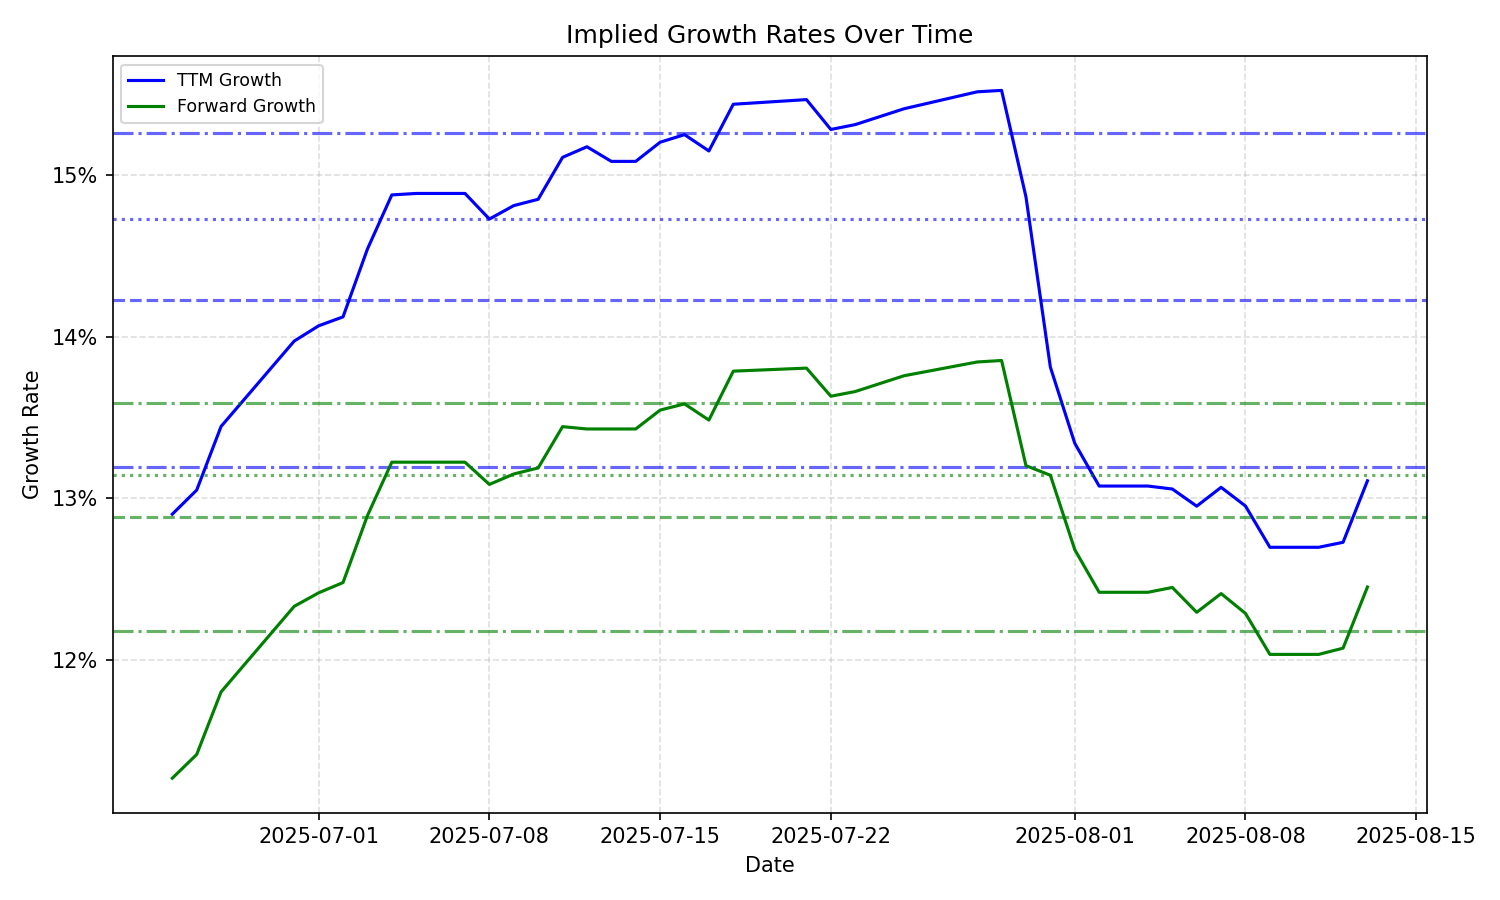 Implied Growth Rates Over Time
TTM Growth
Forward Growth
15%
14%
13%
12%
Growth Rate
2025-07-01
2025-07-08
2025-07-15
2025-07-22
2025-08-01
2025-08-08
2025-08-15
Date